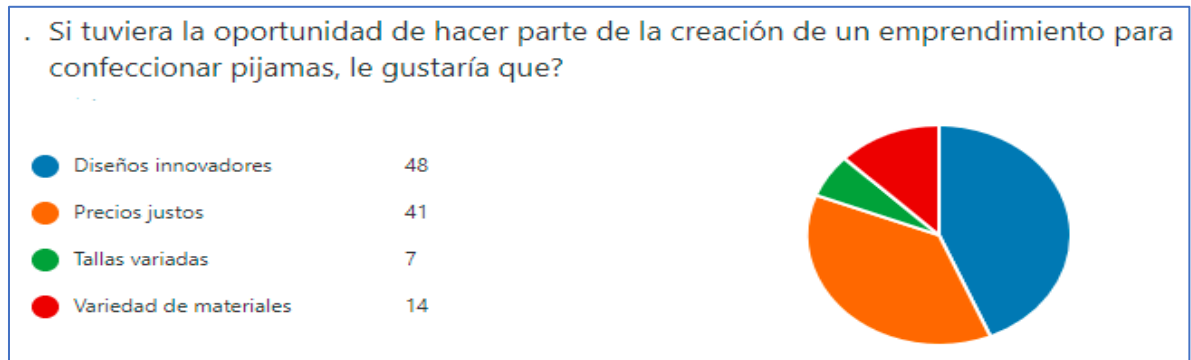 . Si tuviera la oportunidad de hacer parte de la creación de un emprendimiento para
confeccionar pijamas, le gustaría que?
Diseños innovadores 48
Precios justos 41
Tallas variadas 7
Variedad de materiales 14